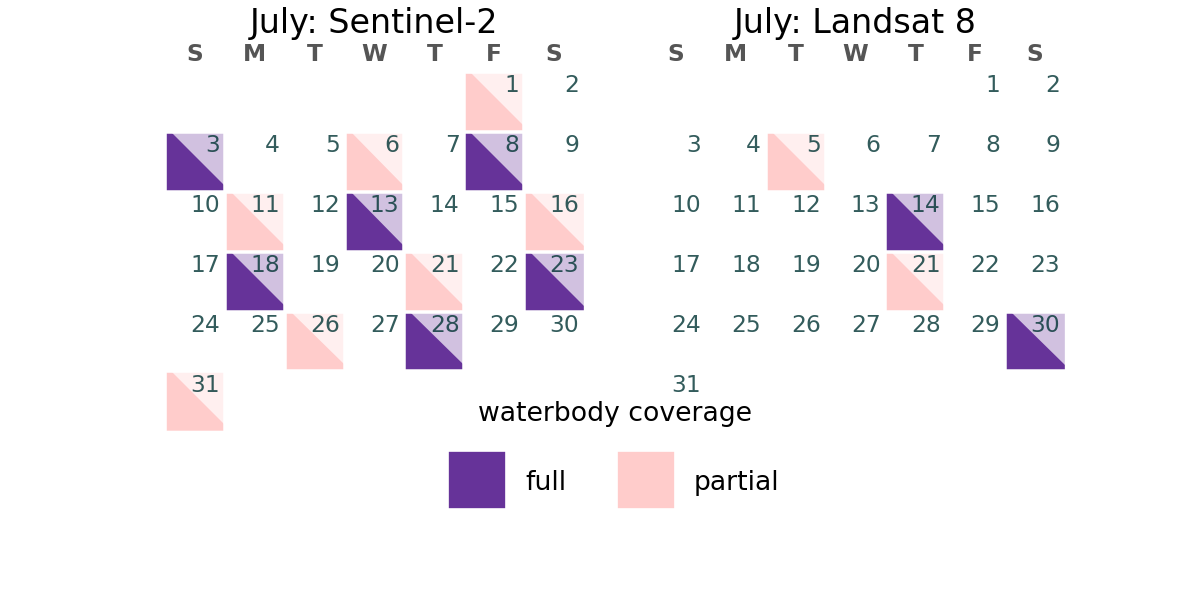 July: Sentinel-2
S M T W T F S
1 2
3 4 5 6 7 8 9
10 11 12 13 14 15 16
17 18 19 20 21 22 23
24 25 26 27 28 29 30
31
July: Landsat 8
S M T W T F S
1 2
3 4 5 6 7 8 9
10 11 12 13 14 15 16
17 18 19 20 21 22 23
24 25 26 27 28 29 30
31
waterbody coverage
full partial